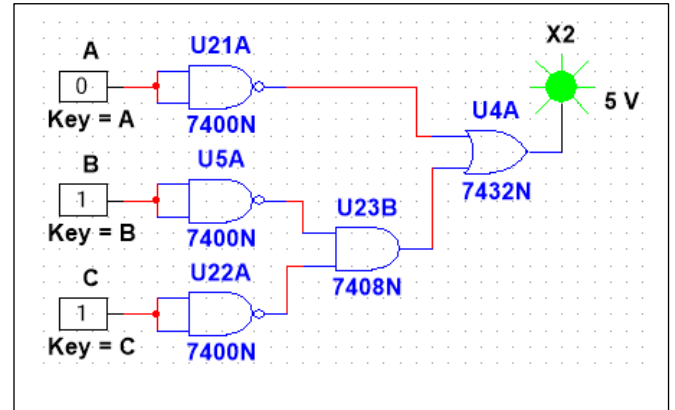 A
0
Key = A
U21A
7400N
B
1
Key = B
U5A
7400N
C
1
Key = C
U22A
7400N
U23B
7408N
U4A
7432N
X2
5 V